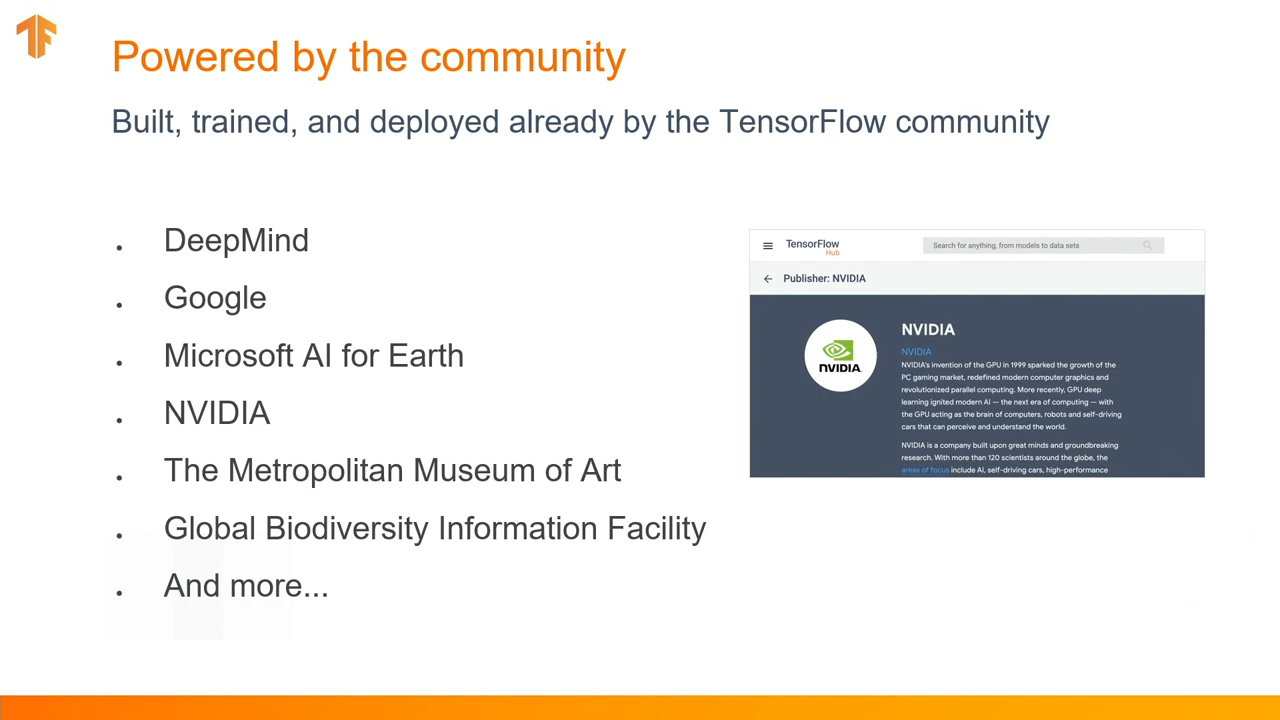 Powered by the community
Built, trained, and deployed already by the TensorFlow community
DeepMind
Google
Microsoft AI for Earth
NVIDIA
The Metropolitan Museum of Art
Global Biodiversity Information Facility
And more...
TensorFlow
Hub
Search for anything, from models to data sets
Publisher: NVIDIA
NVIDIA
NVIDIA.
NVIDIA
NVIDIA's invention of the GPU in 1999 sparked the growth of the
PC gaming market, redefined modern computer graphics and
revolutionized parallel computing. More recently, GPU deep
learning ignited modern AI — the next era of computing — with
the GPU acting as the brain of computers, robots and self-driving
cars that can perceive and understand the world.
NVIDIA is a company built upon great minds and groundbreaking
research. With more than 120 scientists around the globe, the
areas of focus include AI, self-driving cars, high-performance